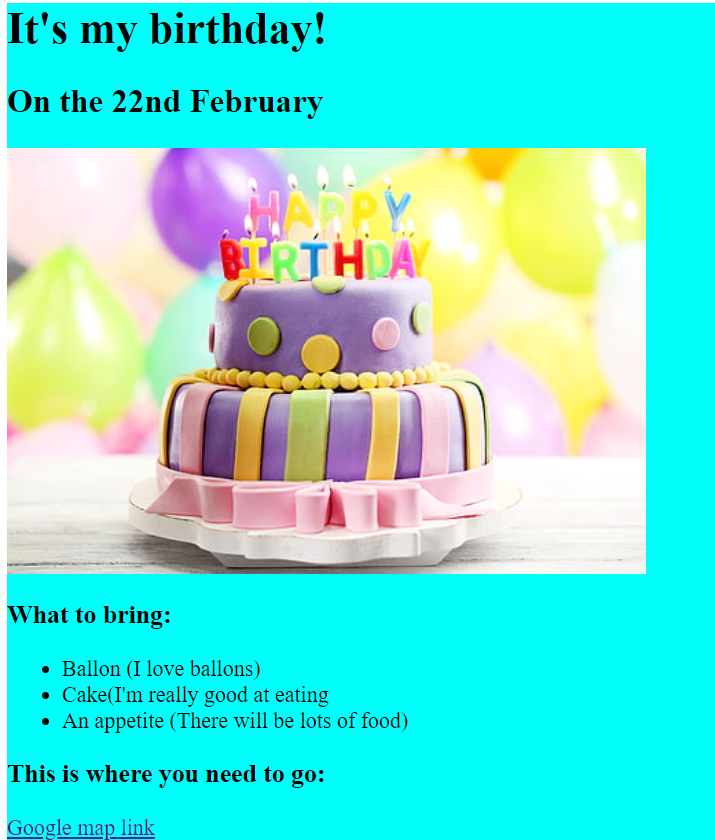 It's my birthday!
On the 22nd February
HAPPY
BIRTHDAY
What to bring:
Ballon (I love ballons)
Cake(I'm really good at eating
An appetite (There will be lots of food)
This is where you need to go:
Google map link